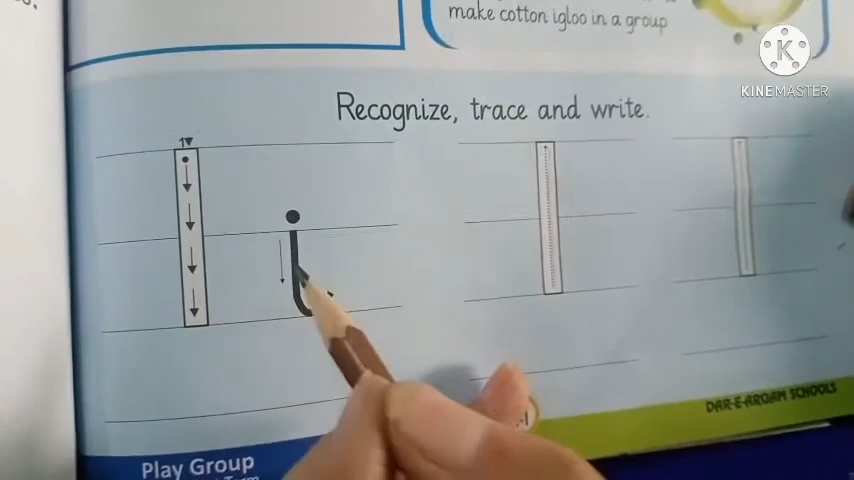 make cotton igloo in a group
K
KINEMASTER
Recognize, trace and write.
I i I I
DAR-E-ARQAM SCHOOLS
Play Group